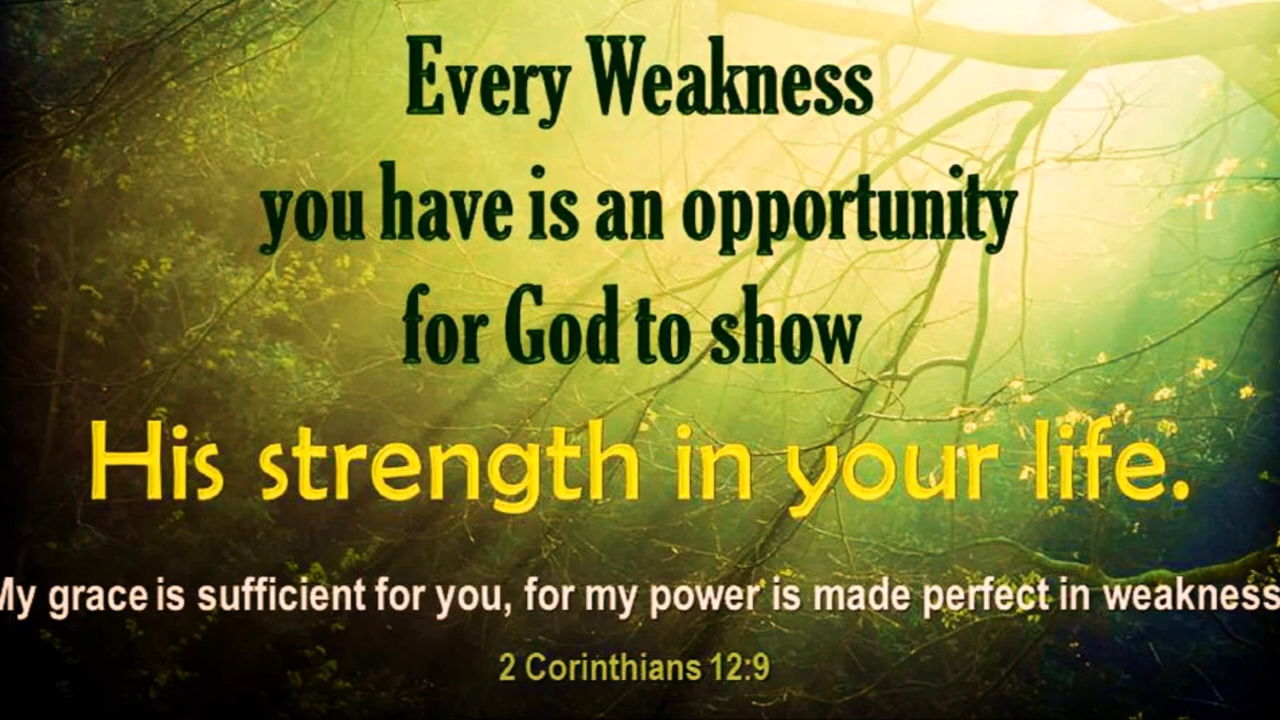 Every Weakness
you have is an opportunity
for God to show
His strength in your life.
My grace is sufficient for you, for my power is made perfect in weakness
2 Corinthians 12:9